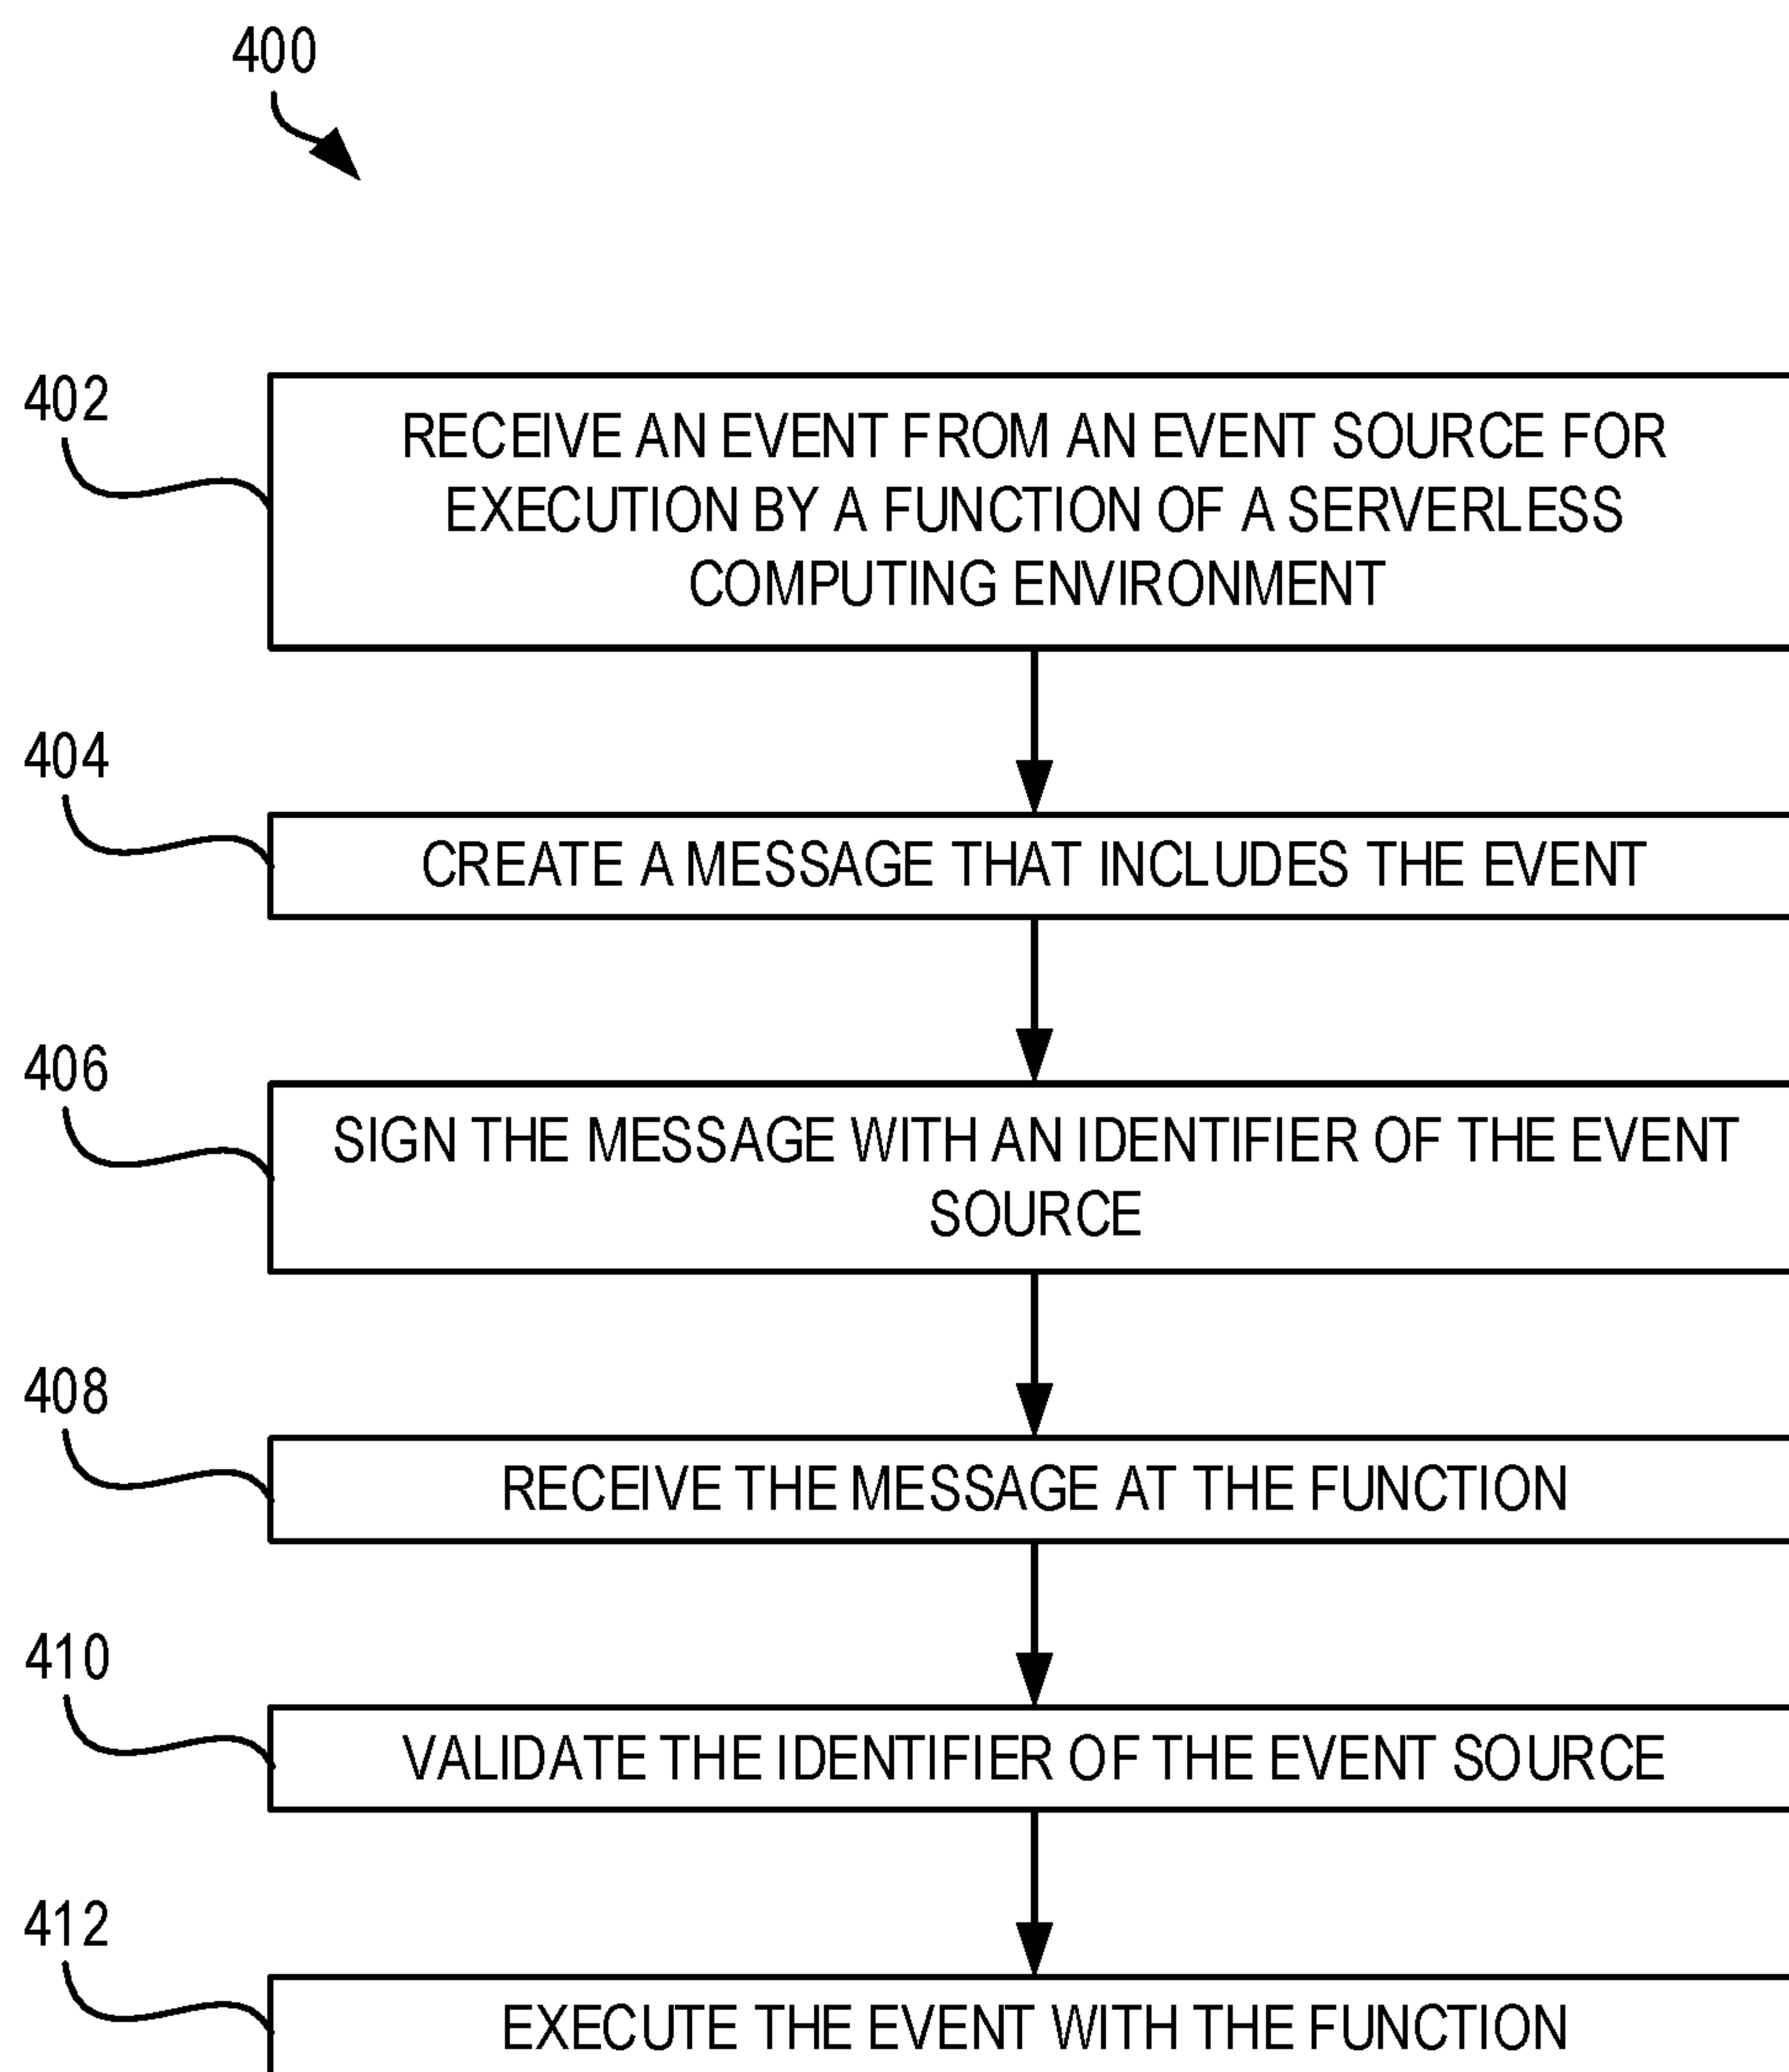 400
402
RECEIVE AN EVENT FROM AN EVENT SOURCE FOR
EXECUTION BY A FUNCTION OF A SERVERLESS
COMPUTING ENVIRONMENT
404
CREATE A MESSAGE THAT INCLUDES THE EVENT
406
SIGN THE MESSAGE WITH AN IDENTIFIER OF THE EVENT
SOURCE
408
RECEIVE THE MESSAGE AT THE FUNCTION
410
VALIDATE THE IDENTIFIER OF THE EVENT SOURCE
412
EXECUTE THE EVENT WITH THE FUNCTION